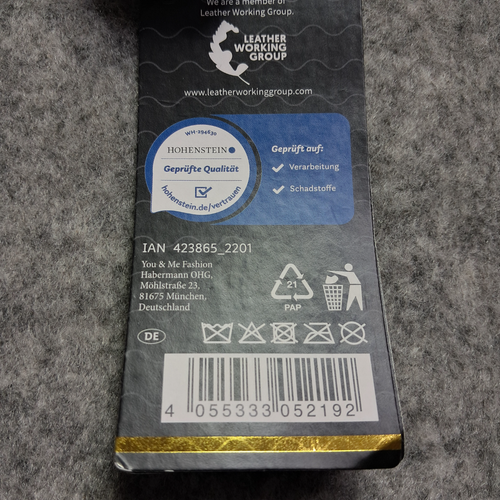 We are a member of
Leather Working Group.
LEATHER
WORKING
GROUP
www.leatherworkinggroup.com
WH-194630
HOHENSTEIN
Geprüfte Qualität
hohenstein.de/vertrauen
Geprüft auf:
Verarbeitung
Schadstoffe
IAN 423865_2201
You & Me Fashion
Habermann OHG,
Möhlstraße 23,
81675 München,
Deutschland
21
PAP
DE
4 055333 052192